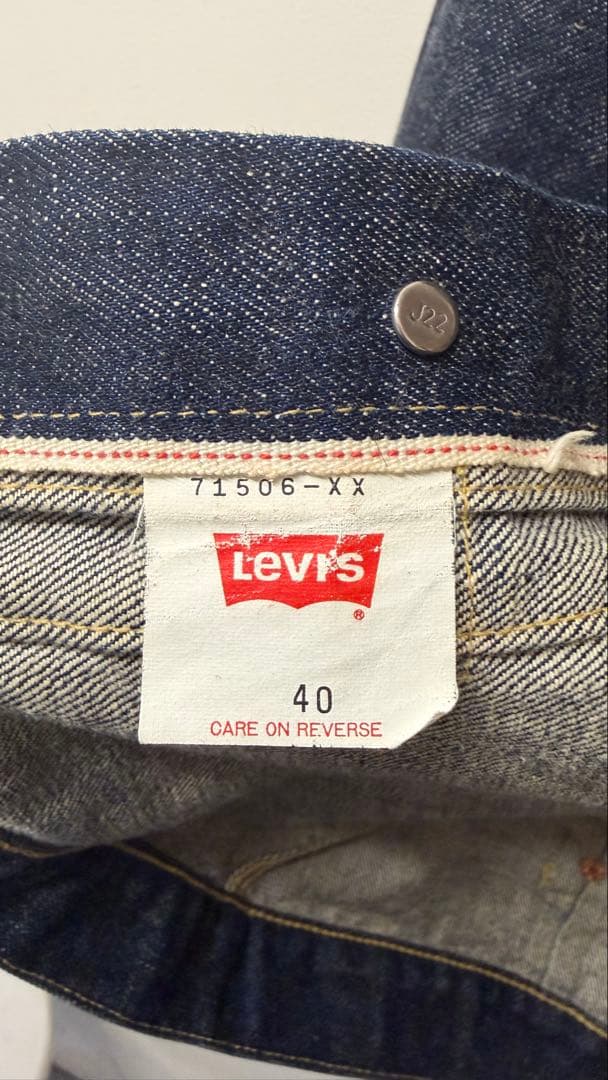 J22
71506-XX
Levi's
®
40
CARE ON REVERSE